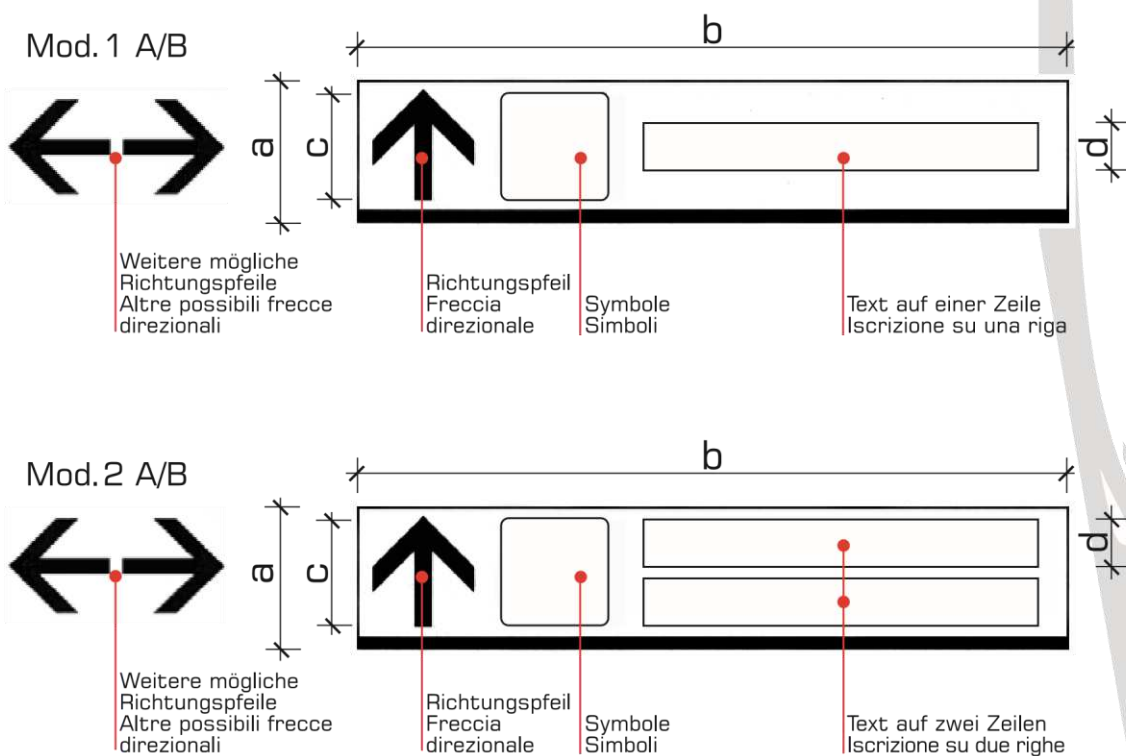 Mod. 1 A/B
b
a
c
d
Weitere mögliche
Richtungspfeile
Altre possibili frecce
direzionali
Richtungspfeil
Freccia
direzionale
Symbole
Simboli
Text auf einer Zeile
Iscrizione su una riga
Mod. 2 A/B
b
a
c
d
Weitere mögliche
Richtungspfeile
Altre possibili frecce
direzionali
Richtungspfeil
Freccia
direzionale
Symbole
Simboli
Text auf zwei Zeilen
Iscrizione su due righe